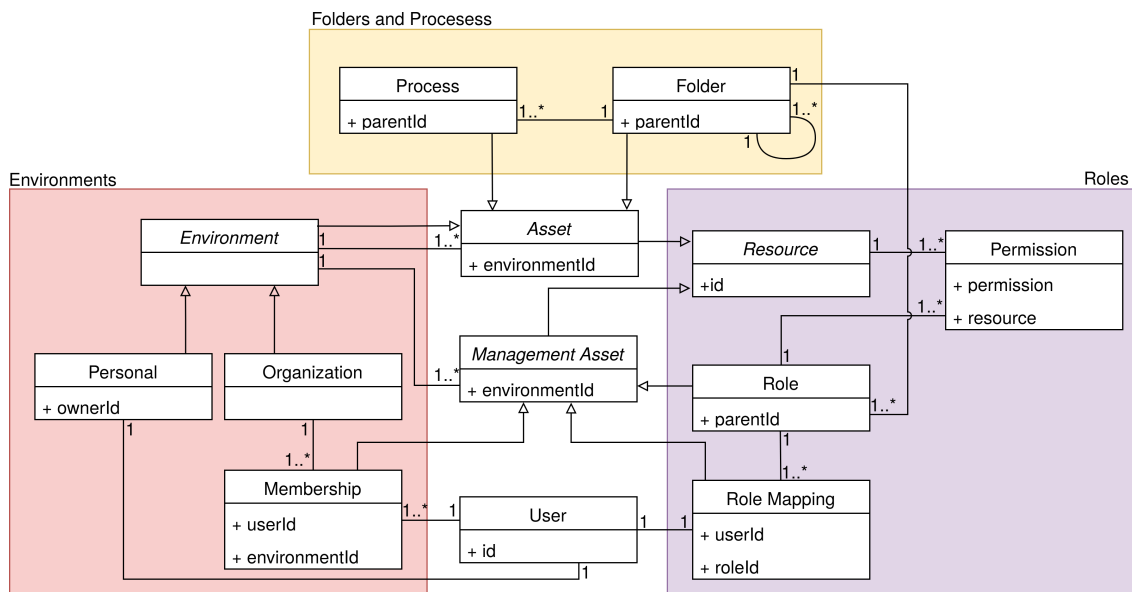 Folders and Procesess
Process
+ parentId
1..*
1
Folder
+ parentId
1
1..*
1
Environments
Roles
Environment
1
1
1..*
Asset
+ environmentId
Resource
+id
1
1..*
Permission
+ permission
+ resource
1..*
Personal
+ ownerId
1
Organization
1
1..*
1..*
Management Asset
+ environmentId
1
Role
+ parentId
1..*
1
1..*
Membership
+ userId
+ environmentId
1..*
1
User
+ id
1
1
1
Role Mapping
+ userId
+ roleId